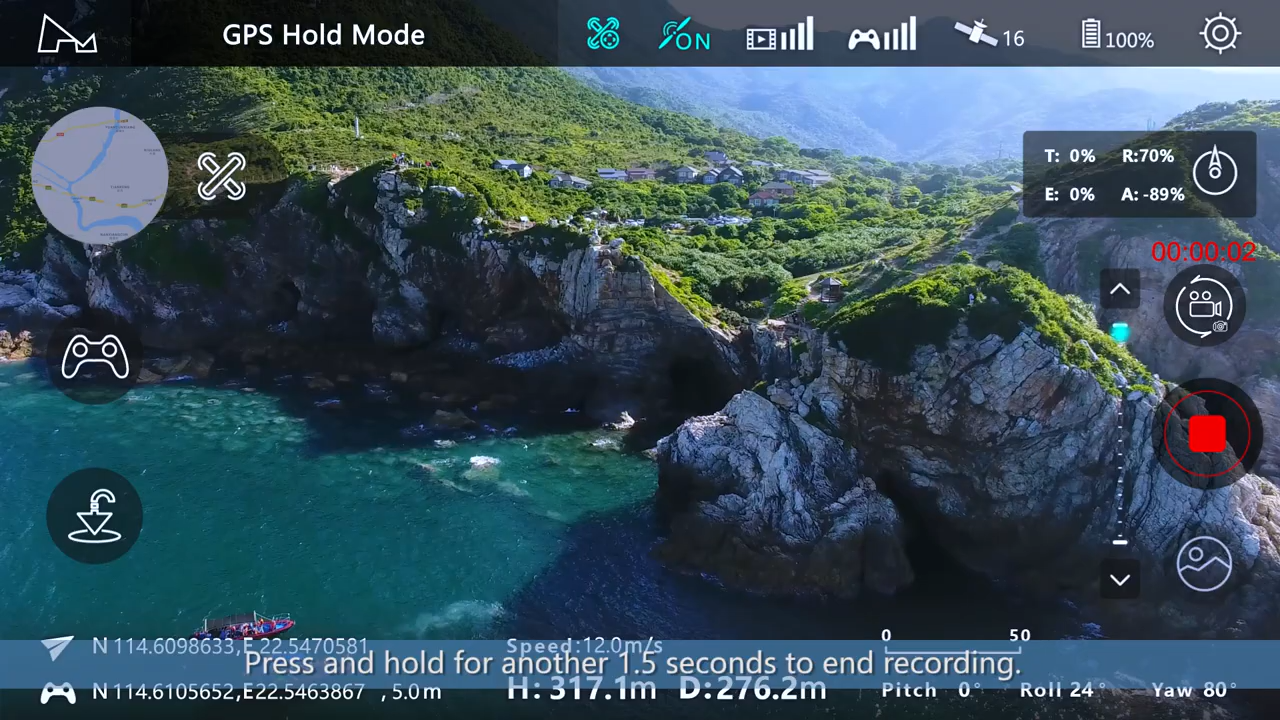 GPS Hold Mode
ON
16
100%
T: 0% R:70%
E: 0% A: -89%
00:00:02
N 114.6098633,E 22.5470581
Speed:12.0m/s
0 50
Press and hold for another 1.5 seconds to end recording.
N 114.6105652,E22.5463867 , 5.0m
H: 317.1m D:276.2m
Pitch 0° Roll 24° Yaw 80°